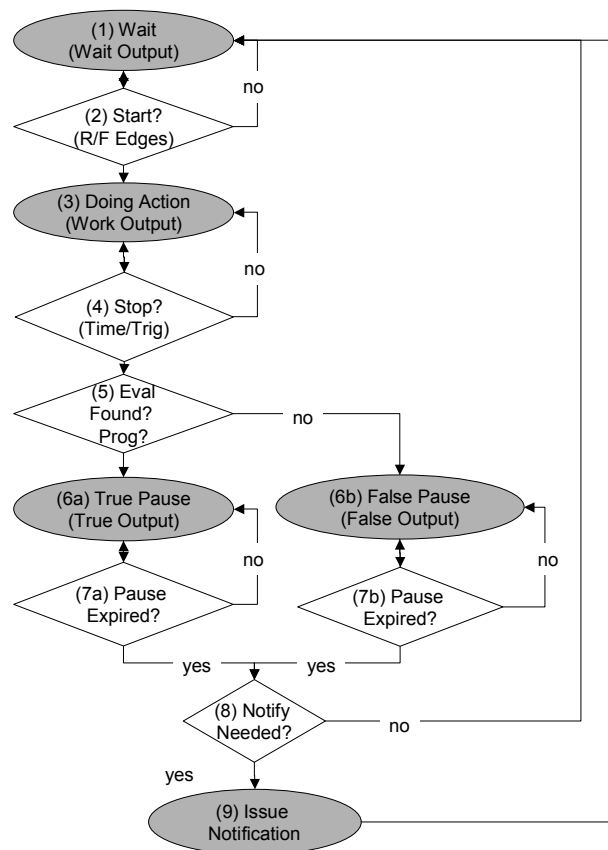 (1) Wait
(Wait Output)
no
(2) Start?
(R/F Edges)
(3) Doing Action
(Work Output)
no
(4) Stop?
(Time/Trig)
(5) Eval
Found?
Prog?
no
(6a) True Pause
(True Output)
(6b) False Pause
(False Output)
no
no
(7a) Pause
Expired?
(7b) Pause
Expired?
yes
yes
(8) Notify
Needed?
no
yes
(9) Issue
Notification